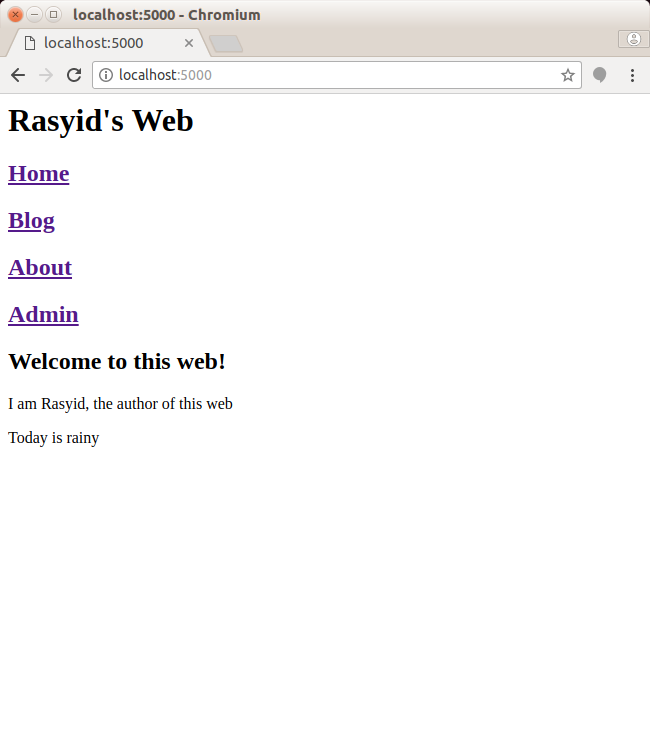 localhost:5000 - Chromium
localhost:5000
localhost:5000
Rasyid's Web
Home
Blog
About
Admin
Welcome to this web!
I am Rasyid, the author of this web
Today is rainy